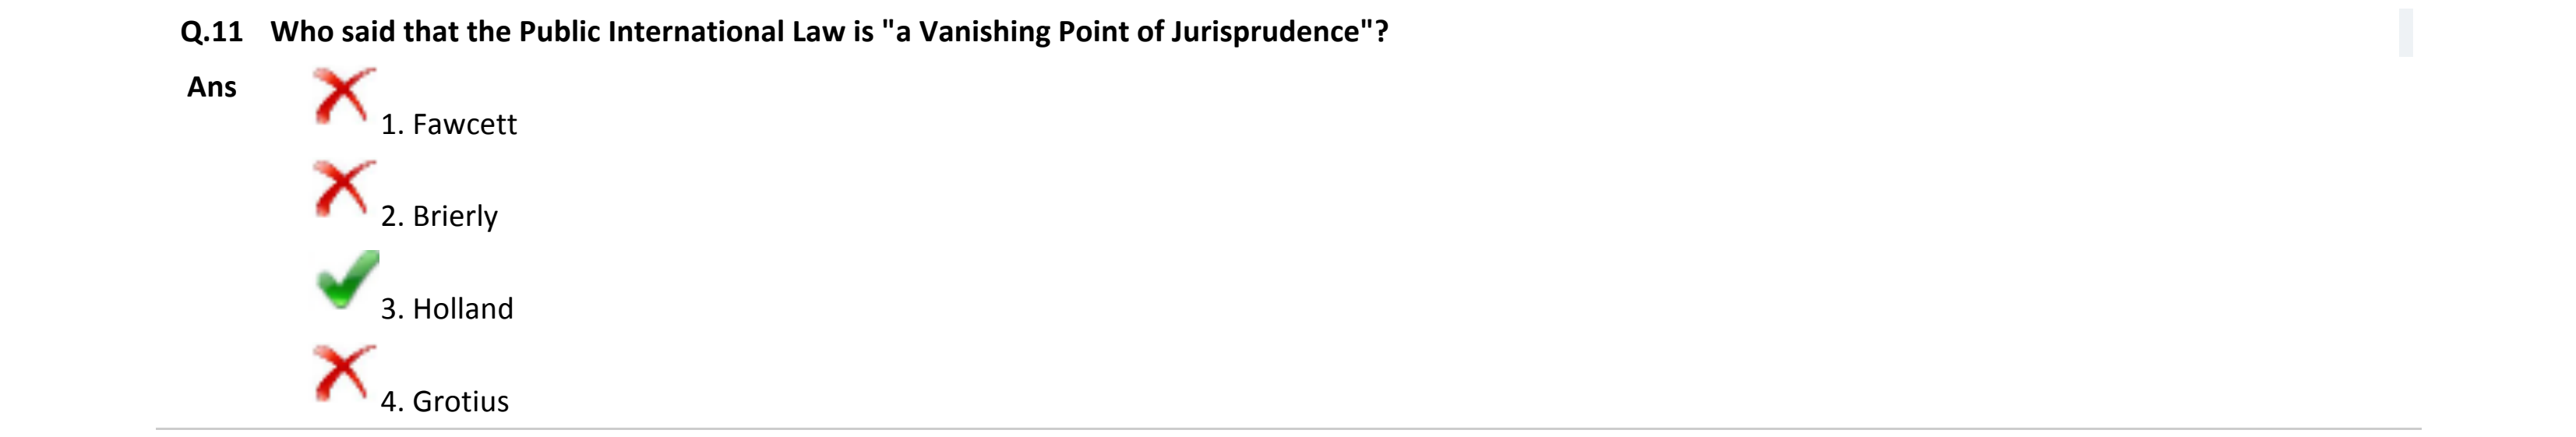 Q.11 Who said that the Public International Law is "a Vanishing Point of Jurisprudence"?
Ans
1. Fawcett
2. Brierly
3. Holland
4. Grotius